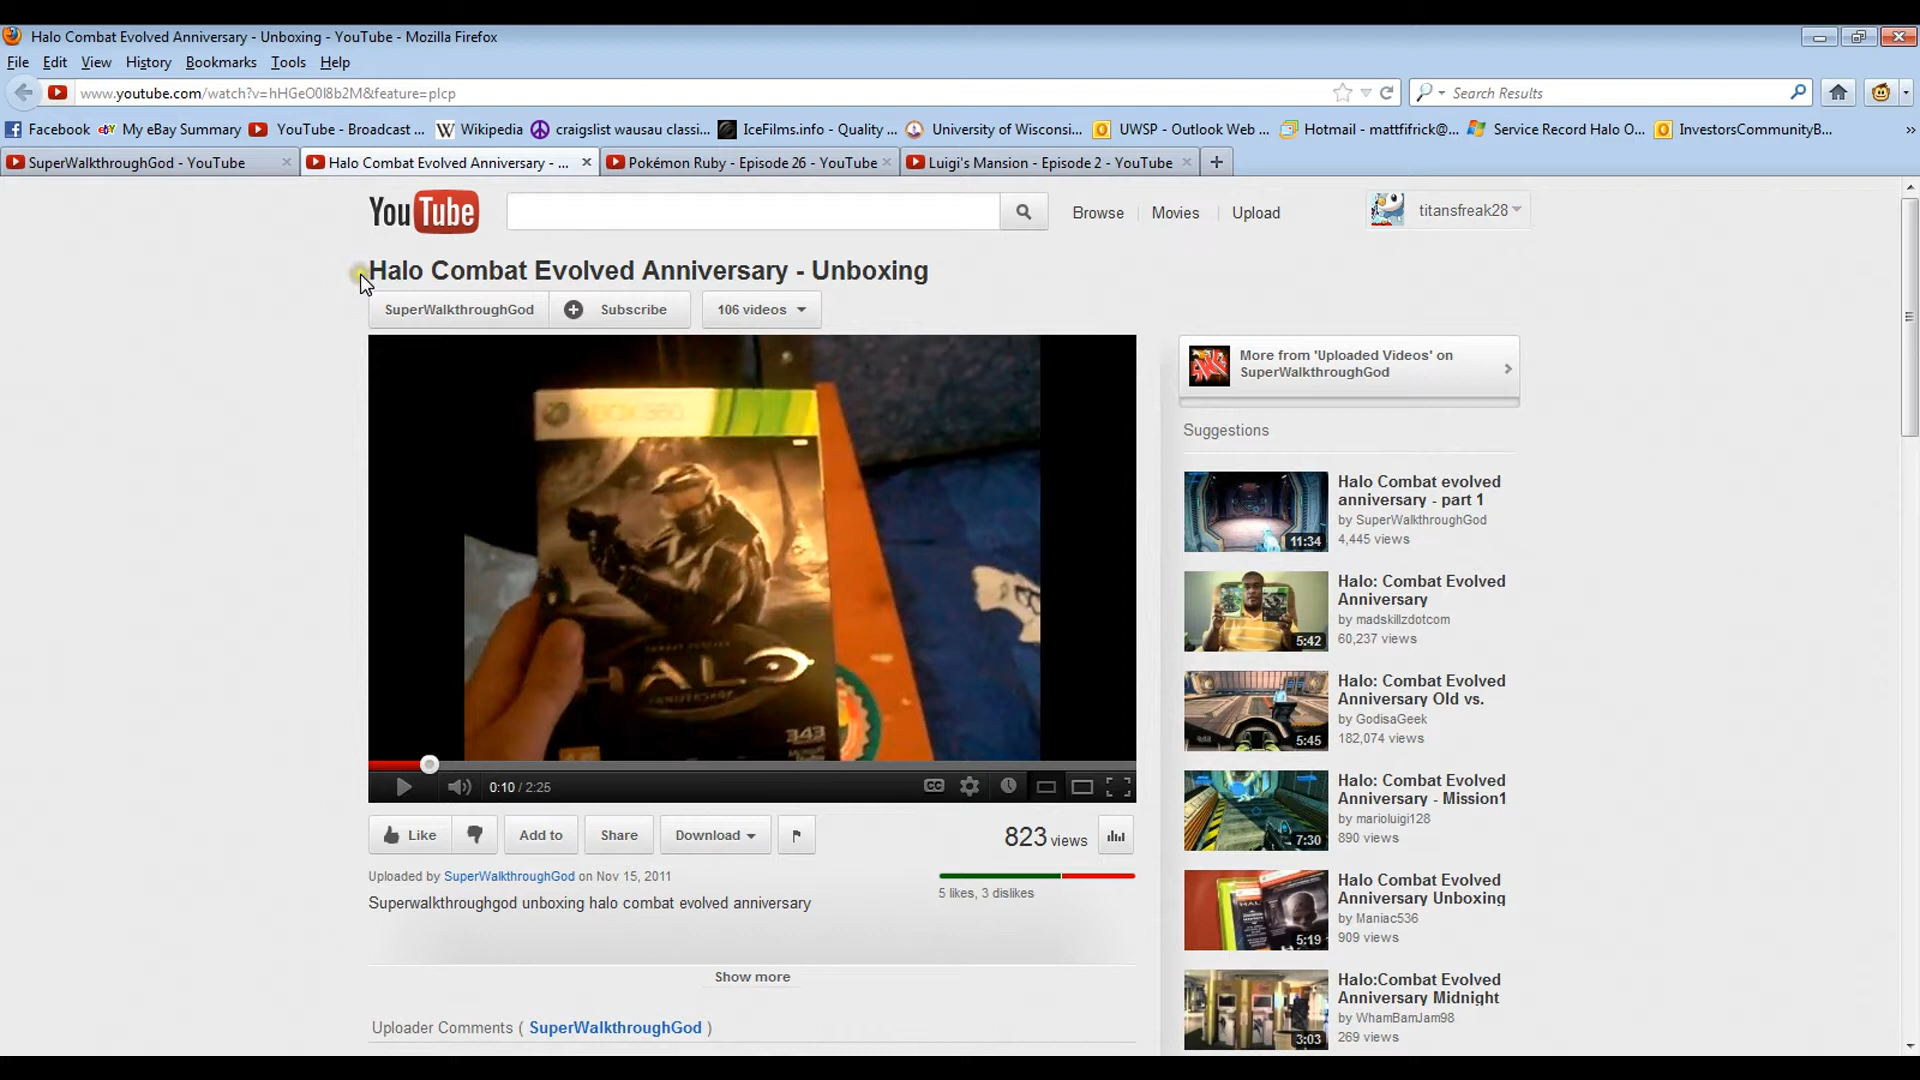 Halo Combat Evolved Anniversary - Unboxing - YouTube - Mozilla Firefox
File Edit View History Bookmarks Tools Help
www.youtube.com/watch?v=hHGeO0l8b2M&feature=plcp
Search Results
Facebook My eBay Summary YouTube - Broadcast ... Wikipedia craigslist wausau classi... IceFilms.info - Quality ... University of Wisconsi... UWSP - Outlook Web ... Hotmail - mattfifrick@... Service Record Halo O... InvestorsCommunityB... »
SuperWalkthroughGod - YouTube
Halo Combat Evolved Anniversary - ...
Pokémon Ruby - Episode 26 - YouTube
Luigi's Mansion - Episode 2 - YouTube
YouTube
Browse Movies Upload
titansfreak28
Halo Combat Evolved Anniversary - Unboxing
SuperWalkthroughGod Subscribe 106 videos
XBOX 360
COMBAT EVOLVED
HALO
ANNIVERSARY
343
0:10 / 2:25
CC
Like Add to Share Download
823 views
Uploaded by SuperWalkthroughGod on Nov 15, 2011
5 likes, 3 dislikes
Superwalkthroughgod unboxing halo combat evolved anniversary
Show more
Uploader Comments ( SuperWalkthroughGod )
More from 'Uploaded Videos' on
SuperWalkthroughGod
Suggestions
Halo Combat evolved
anniversary - part 1
by SuperWalkthroughGod
4,445 views
11:34
Halo: Combat Evolved
Anniversary
by madskillzdotcom
60,237 views
5:42
Halo: Combat Evolved
Anniversary Old vs.
by GodisaGeek
182,074 views
5:45
Halo: Combat Evolved
Anniversary - Mission1
by marioluigi128
890 views
7:30
Halo Combat Evolved
Anniversary Unboxing
by Maniac536
909 views
5:19
Halo:Combat Evolved
Anniversary Midnight
by WhamBamJam98
269 views
3:03